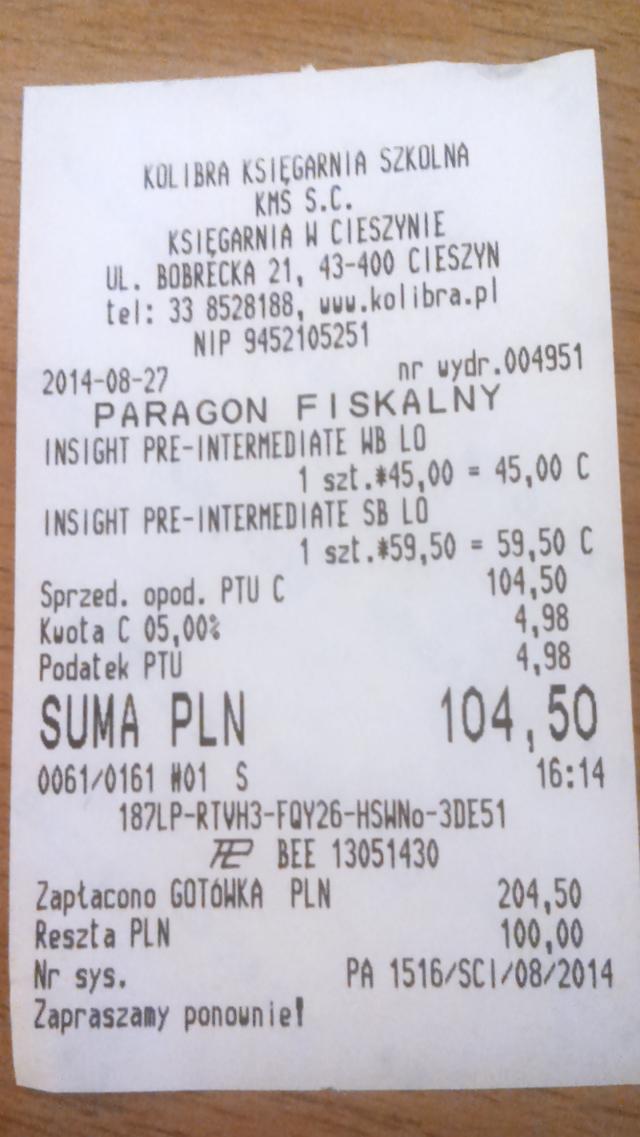 KOLIBRA KSIĘGARNIA SZKOLNA
KMS S.C.
KSIĘGARNIA W CIESZYNIE
UL. BOBRECKA 21, 43-400 CIESZYN
tel: 33 8528188, www.kolibra.pl
NIP 9452105251
2014-08-27 nr wydr.004951
PARAGON FISKALNY
INSIGHT PRE-INTERMEDIATE WB LO
1 szt.*45,00 = 45,00 C
INSIGHT PRE-INTERMEDIATE SB LO
1 szt.*59,50 = 59,50 C
Sprzed. opod. PTU C 104,50
Kwota C 05,00% 4,98
Podatek PTU 4,98
SUMA PLN 104,50
0061/0161 #01 S 16:14
187LP-RTVH3-FQY26-HSWNo-3DE51
BEE 13051430
Zapłacono GOTÓWKA PLN 204,50
Reszta PLN 100,00
Nr sys. PA 1516/SCI/08/2014
Zapraszamy ponownie!